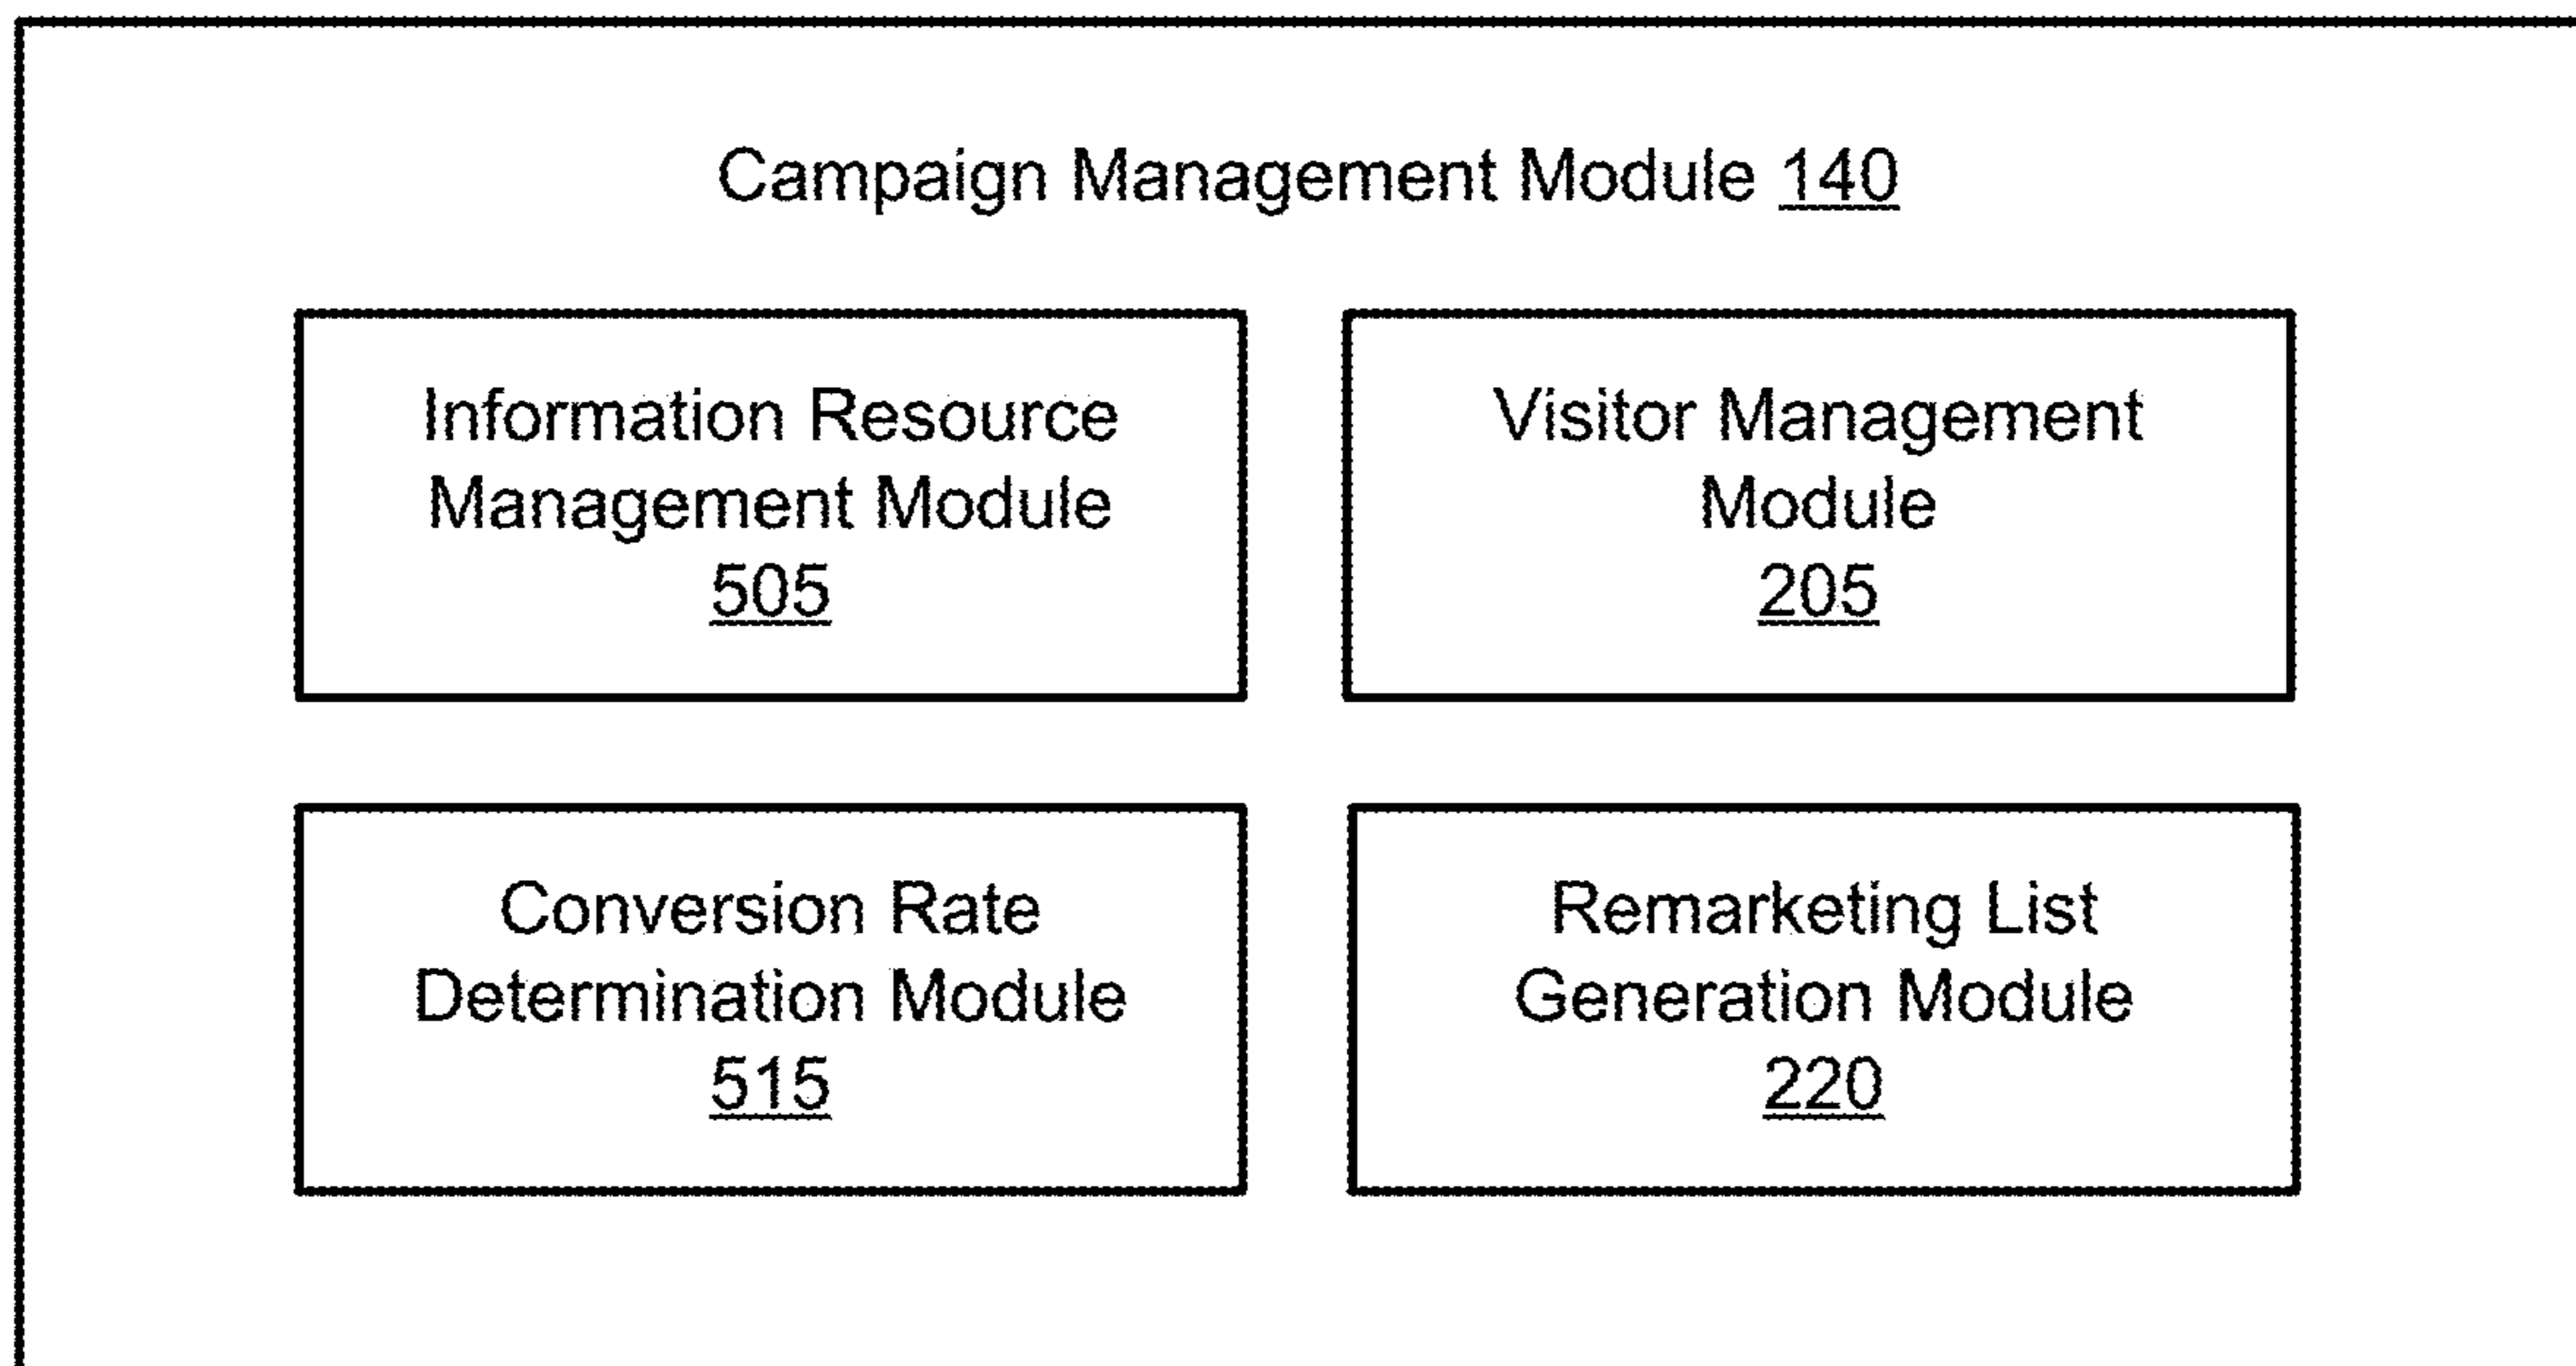 Campaign Management Module 140
Information Resource
Management Module
505
Visitor Management
Module
205
Conversion Rate
Determination Module
515
Remarketing List
Generation Module
220